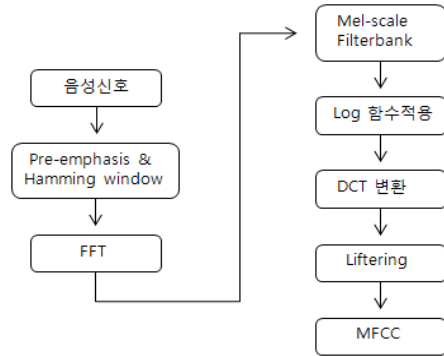 음성신호
Pre-emphasis &
Hamming window
FFT
Mel-scale
Filterbank
Log 함수적용
DCT 변환
Liftering
MFCC